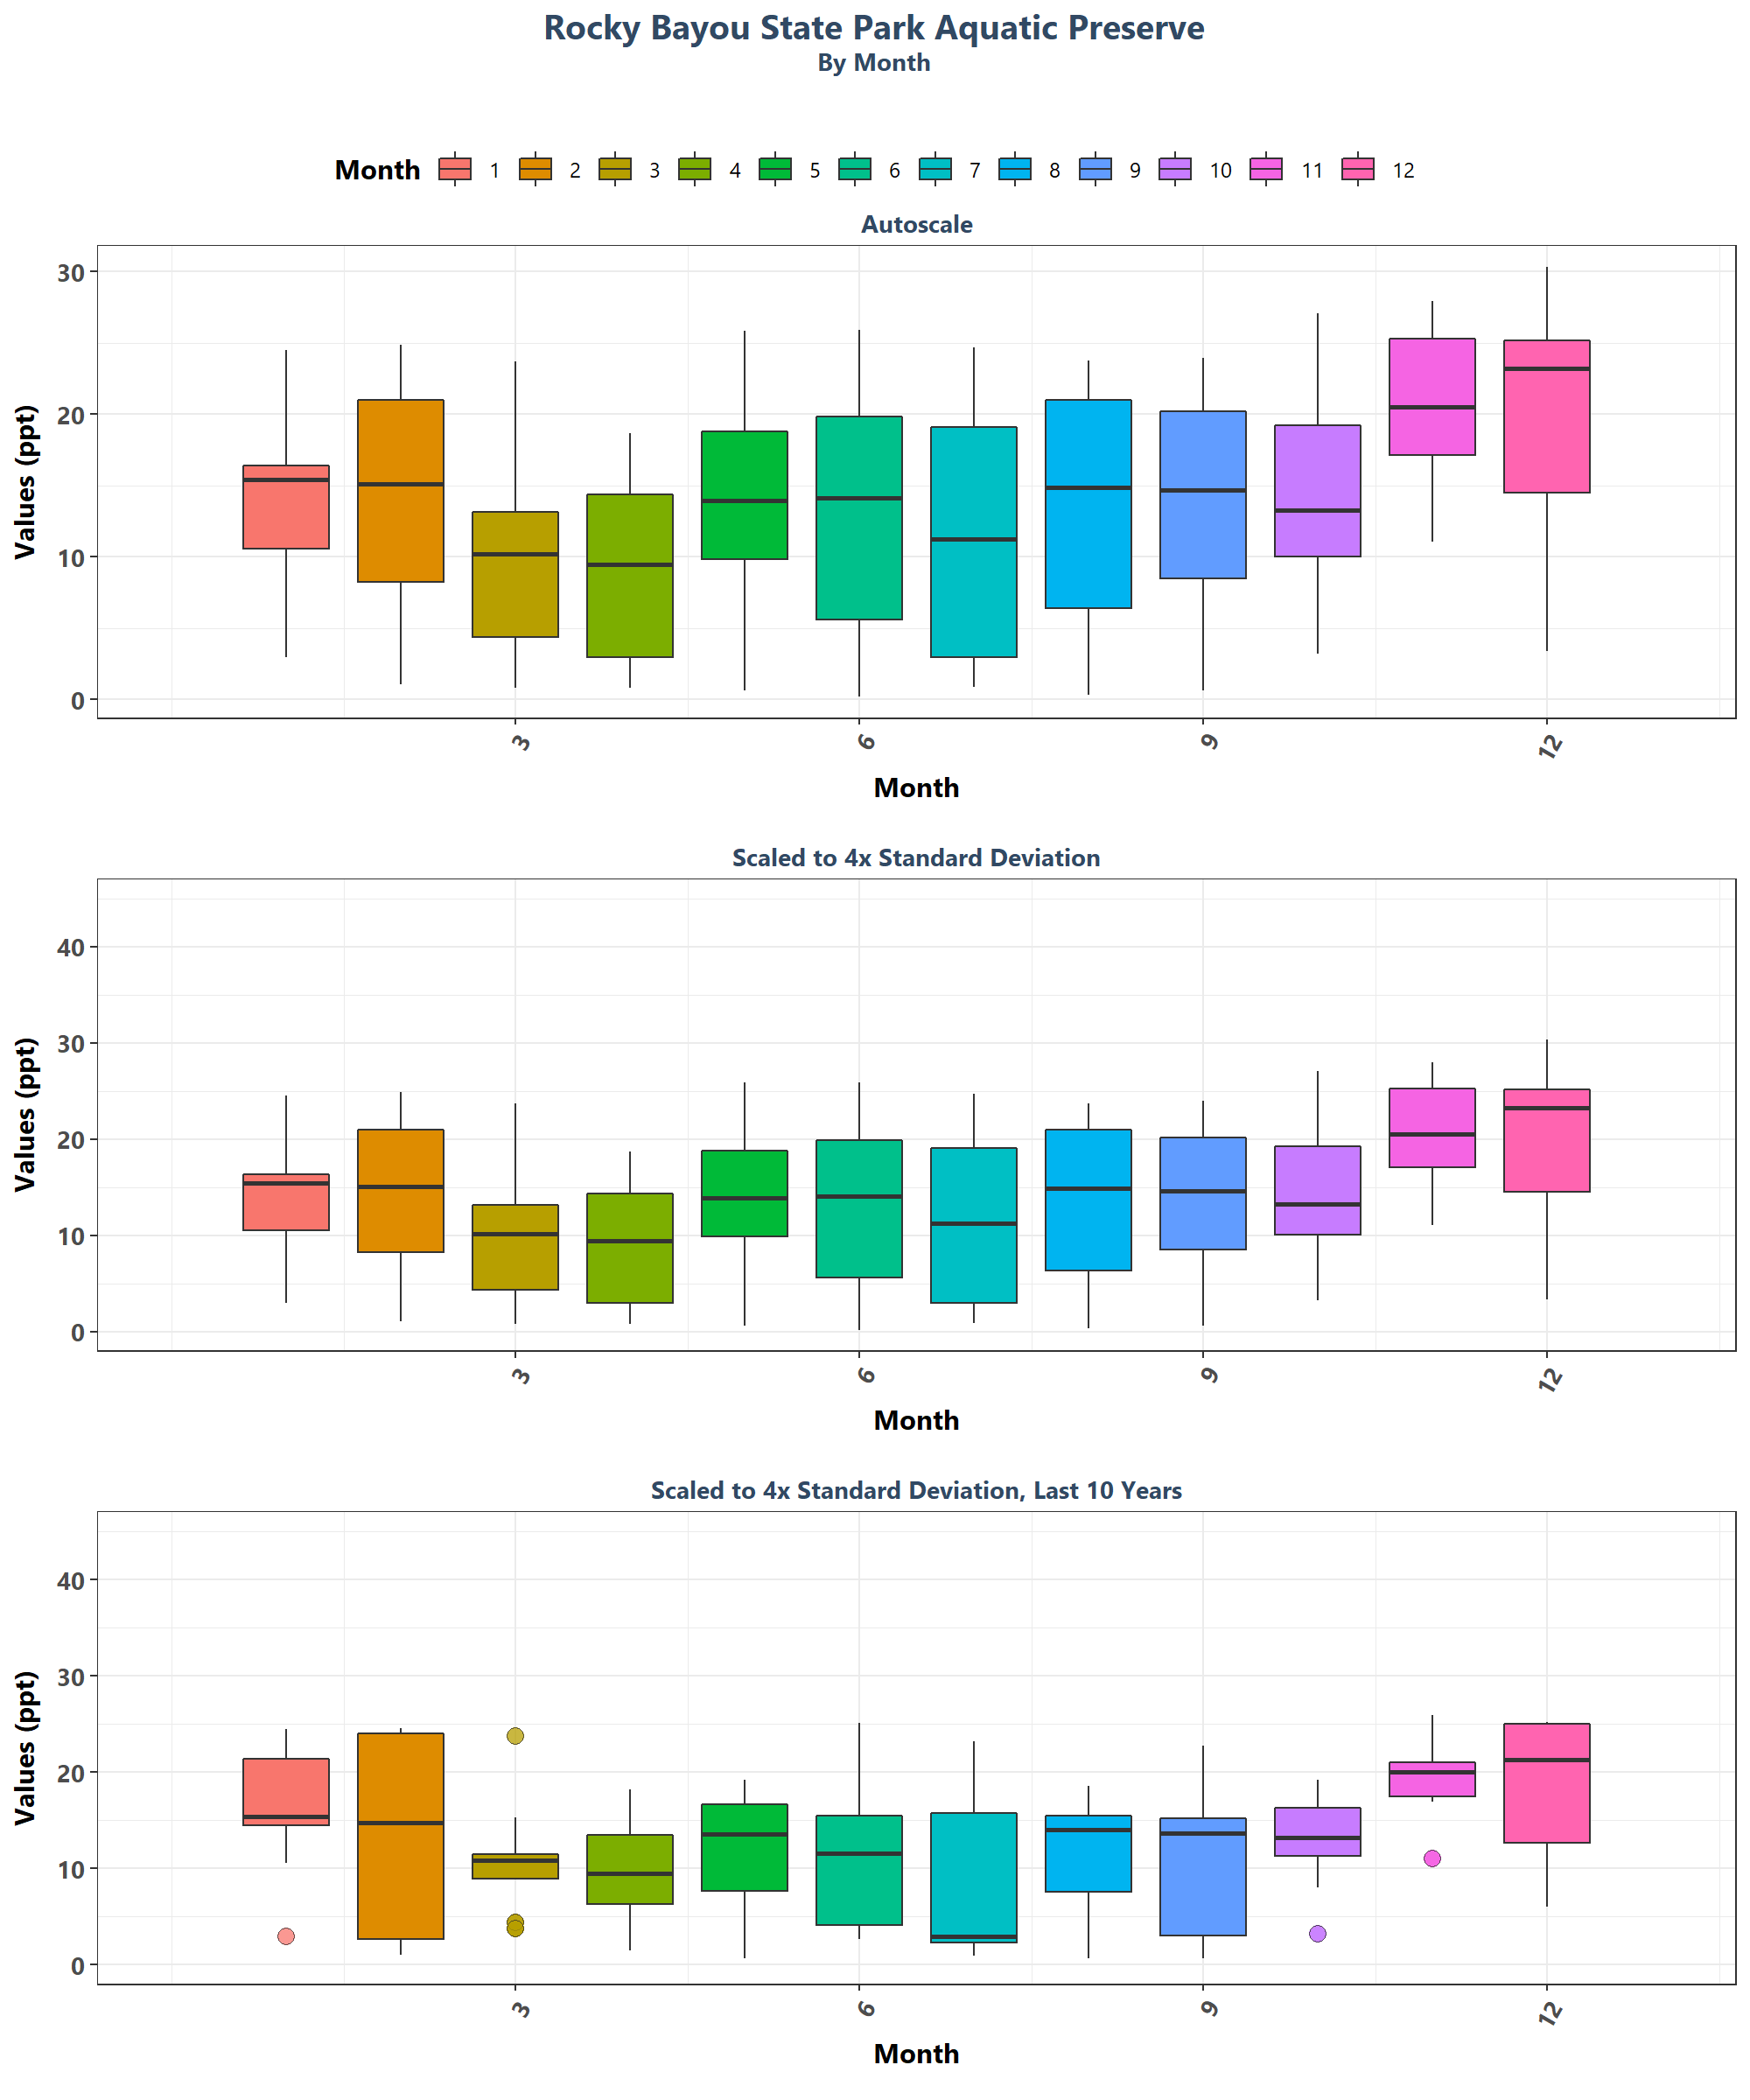 Rocky Bayou State Park Aquatic Preserve
By Month
Month 1 2 3 4 5 6 7 8 9 10 11 12
Autoscale
Values (ppt)
30
20
10
0
3 6 9 12
Month
Scaled to 4x Standard Deviation
Values (ppt)
40
30
20
10
0
3 6 9 12
Month
Scaled to 4x Standard Deviation, Last 10 Years
Values (ppt)
40
30
20
10
0
3 6 9 12
Month